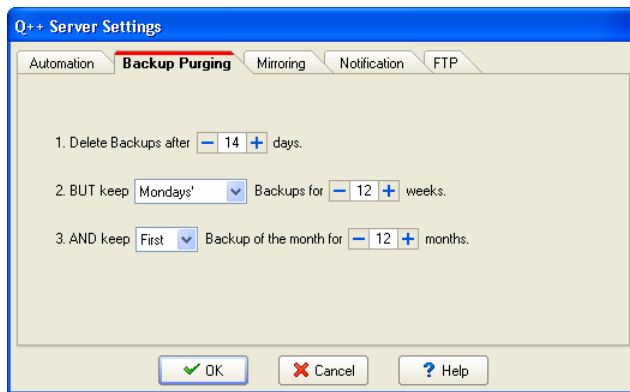 Q++ Server Settings
Automation Backup Purging Mirroring Notification FTP
1. Delete Backups after 14 days.
2. BUT keep Mondays' Backups for 12 weeks.
3. AND keep First Backup of the month for 12 months.
OK Cancel ? Help